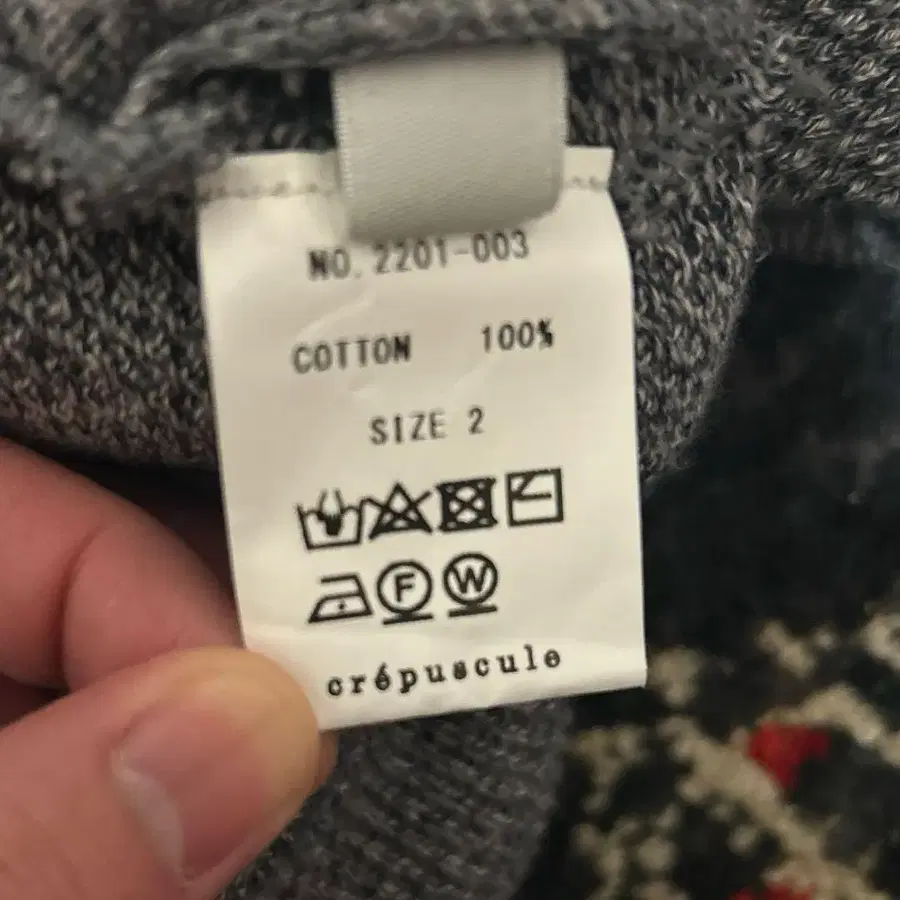 NO. 2201-003
COTTON 100%
SIZE 2
F W
crépuscule